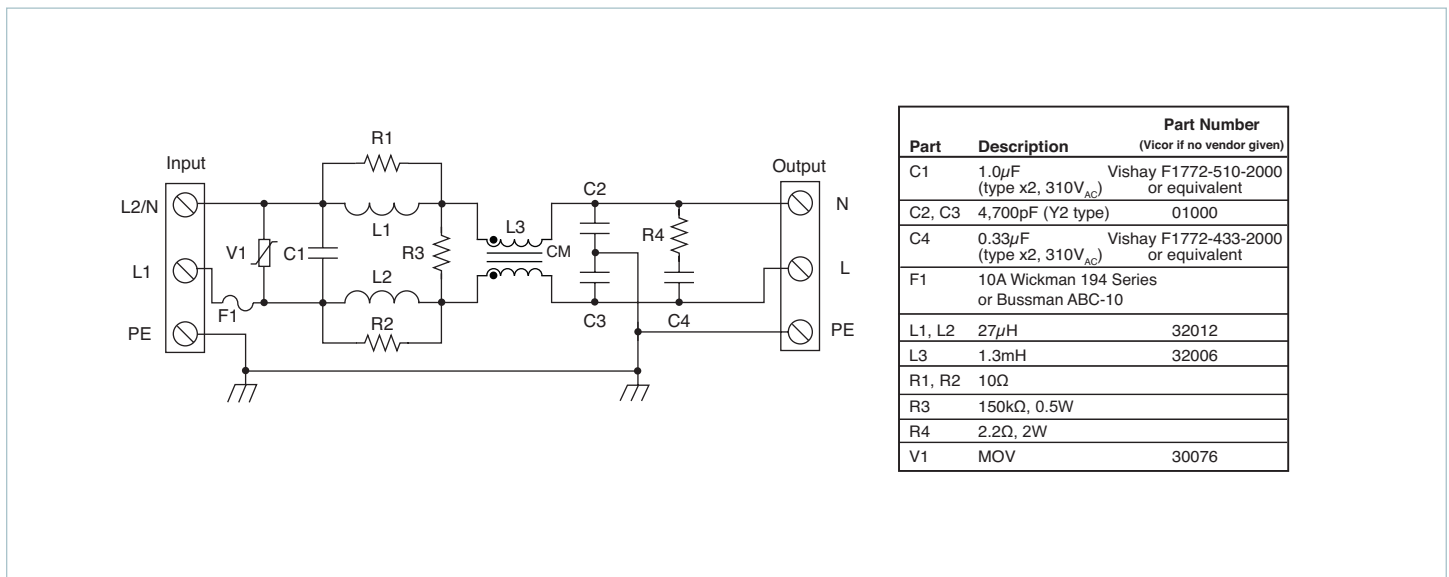 Input
L2/N
L1
PE
F1
V1
C1
R1
L1
L2
R2
R3
L3
CM
C2
C3
R4
C4
Output
N
L
PE
Part Description Part Number
(Vicor if no vendor given)
C1 1.0µF Vishay F1772-510-2000
(type x2, 310VAC) or equivalent
C2, C3 4,700pF (Y2 type) 01000
C4 0.33µF Vishay F1772-433-2000
(type x2, 310VAC) or equivalent
F1 10A Wickman 194 Series
or Bussman ABC-10
L1, L2 27µH 32012
L3 1.3mH 32006
R1, R2 10Ω
R3 150kΩ, 0.5W
R4 2.2Ω, 2W
V1 MOV 30076